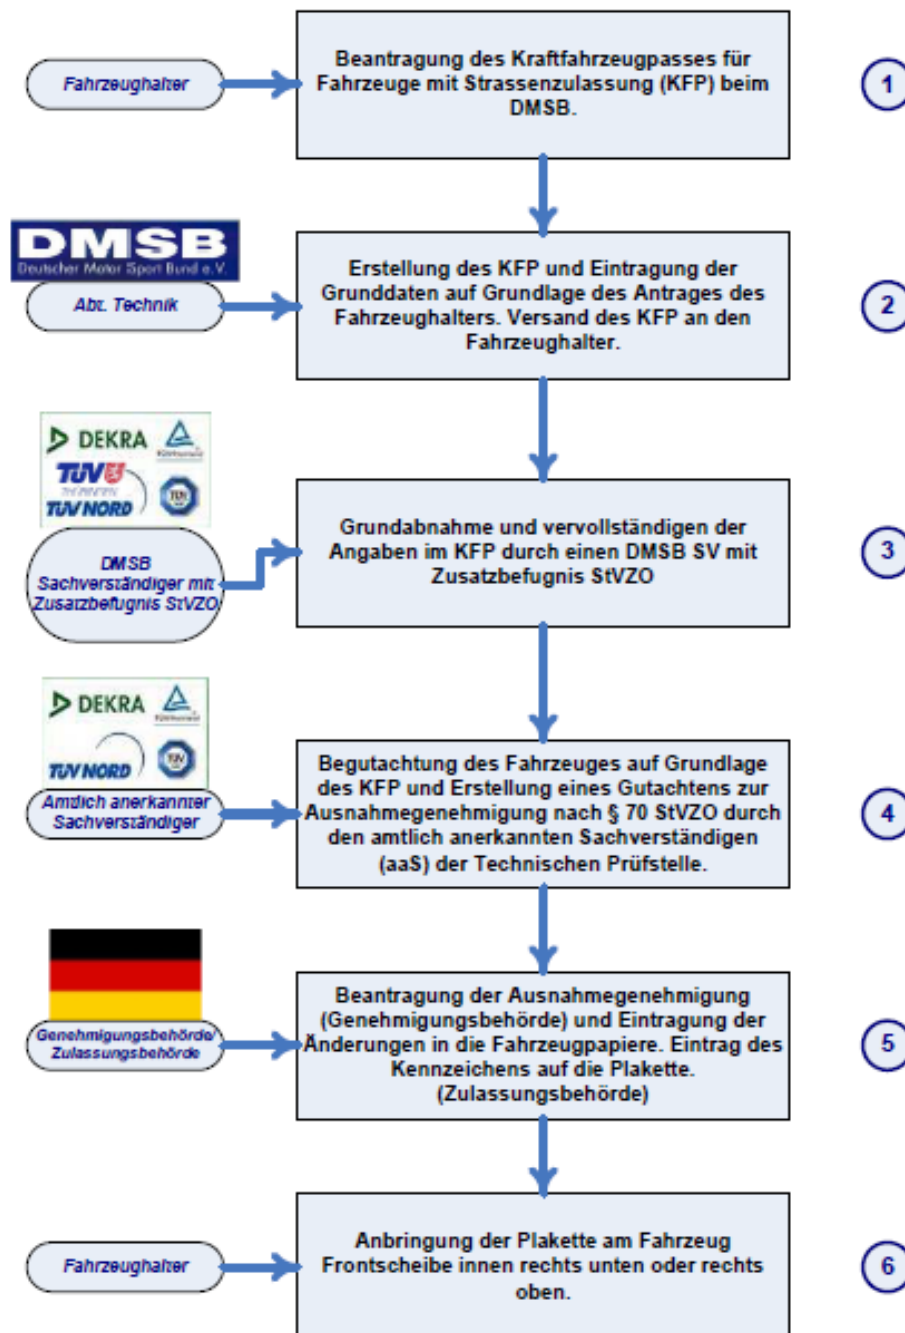 Fahrzeughalter
Beantragung des Kraftfahrzeugpasses für
Fahrzeuge mit Strassenzulassung (KFP) beim
DMSB.
1
DMSB
Deutscher Motor Sport Bund e.V.
Abt. Technik
Erstellung des KFP und Eintragung der
Grunddaten auf Grundlage des Antrages des
Fahrzeughalters. Versand des KFP an den
Fahrzeughalter.
2
DEKRA
TÜV
THÜRINGEN
TÜV NORD
TÜV
DMSB
Sachverständiger mit
Zusatzbefugnis StVZO
Grundabnahme und vervollständigen der
Angaben im KFP durch einen DMSB SV mit
Zusatzbefugnis StVZO
3
DEKRA
TÜV NORD
TÜV
Amtlich anerkannter
Sachverständiger
Begutachtung des Fahrzeuges auf Grundlage
des KFP und Erstellung eines Gutachtens zur
Ausnahmegenehmigung nach § 70 StVZO durch
den amtlich anerkannten Sachverständigen
(aaS) der Technischen Prüfstelle.
4
Genehmigungsbehörde/
Zulassungsbehörde
Beantragung der Ausnahmegenehmigung
(Genehmigungsbehörde) und Eintragung der
Änderungen in die Fahrzeugpapiere. Eintrag des
Kennzeichens auf die Plakette.
(Zulassungsbehörde)
5
Fahrzeughalter
Anbringung der Plakette am Fahrzeug
Frontscheibe innen rechts unten oder rechts
oben.
6